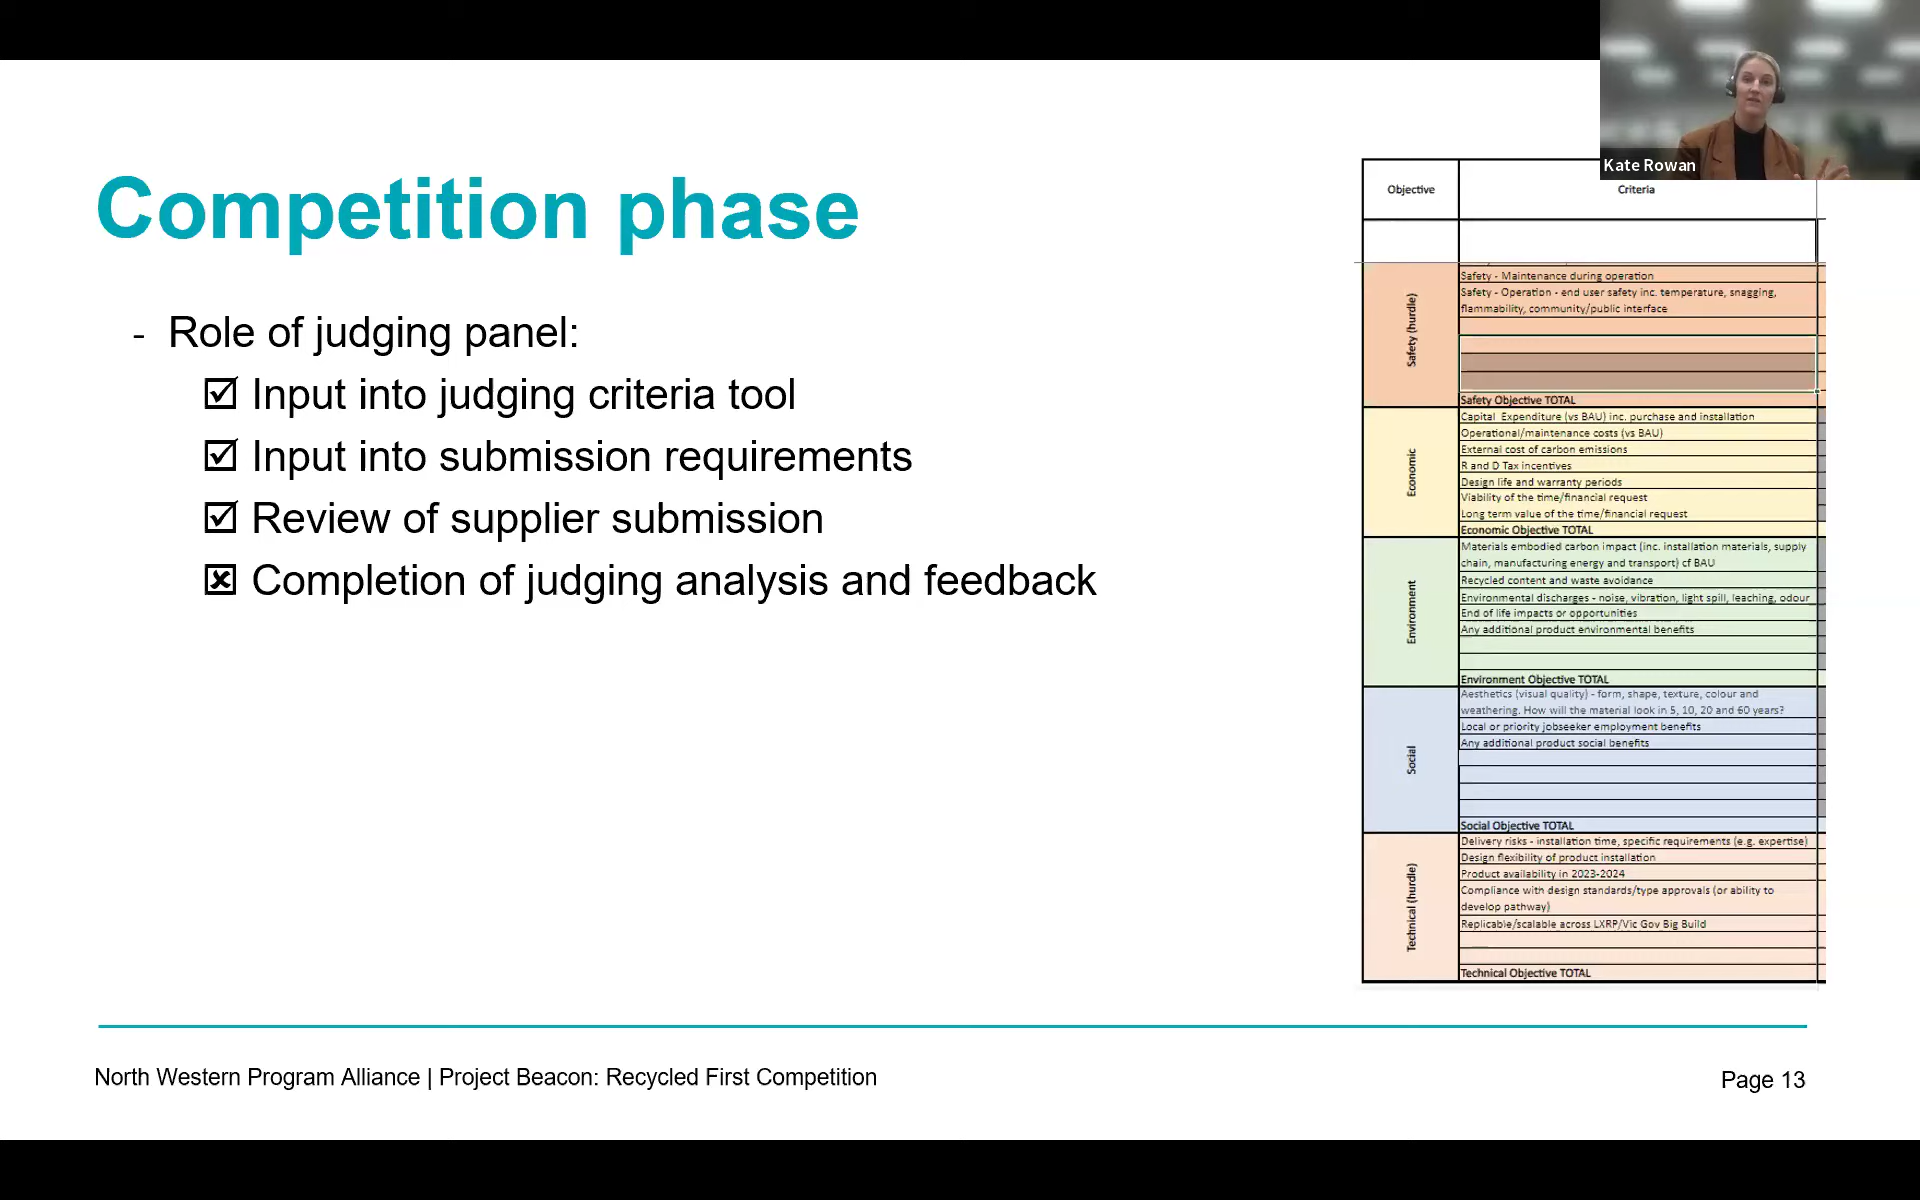 Kate Rowan
Competition phase
- Role of judging panel:
Input into judging criteria tool
Input into submission requirements
Review of supplier submission
Completion of judging analysis and feedback
Objective
Criteria
Safety (hurdle)
Safety - Maintenance during operation
Safety - Operation - end user safety inc. temperature, snagging,
flammability, community/public interface
Safety Objective TOTAL
Economic
Capital Expenditure (vs BAU) inc. purchase and installation
Operational/maintenance costs (vs BAU)
External cost of carbon emissions
R and D Tax incentives
Design life and warranty periods
Viability of the time/financial request
Long term value of the time/financial request
Economic Objective TOTAL
Environment
Materials embodied carbon impact (inc. installation materials, supply
chain, manufacturing energy and transport) cf BAU
Recycled content and waste avoidance
Environmental discharges - noise, vibration, light spill, leaching, odour
End of life impacts or opportunities
Any additional product environmental benefits
Environment Objective TOTAL
Social
Aesthetics (visual quality) - form, shape, texture, colour and
weathering. How will the material look in 5, 10, 20 and 60 years?
Local or priority jobseeker employment benefits
Any additional product social benefits
Social Objective TOTAL
Technical (hurdle)
Delivery risks - installation time, specific requirements (e.g. expertise)
Design flexibility of product installation
Product availability in 2023-2024
Compliance with design standards/type approvals (or ability to
develop pathway)
Replicable/scalable across LXRP/Vic Gov Big Build
Technical Objective TOTAL
North Western Program Alliance | Project Beacon: Recycled First Competition
Page 13